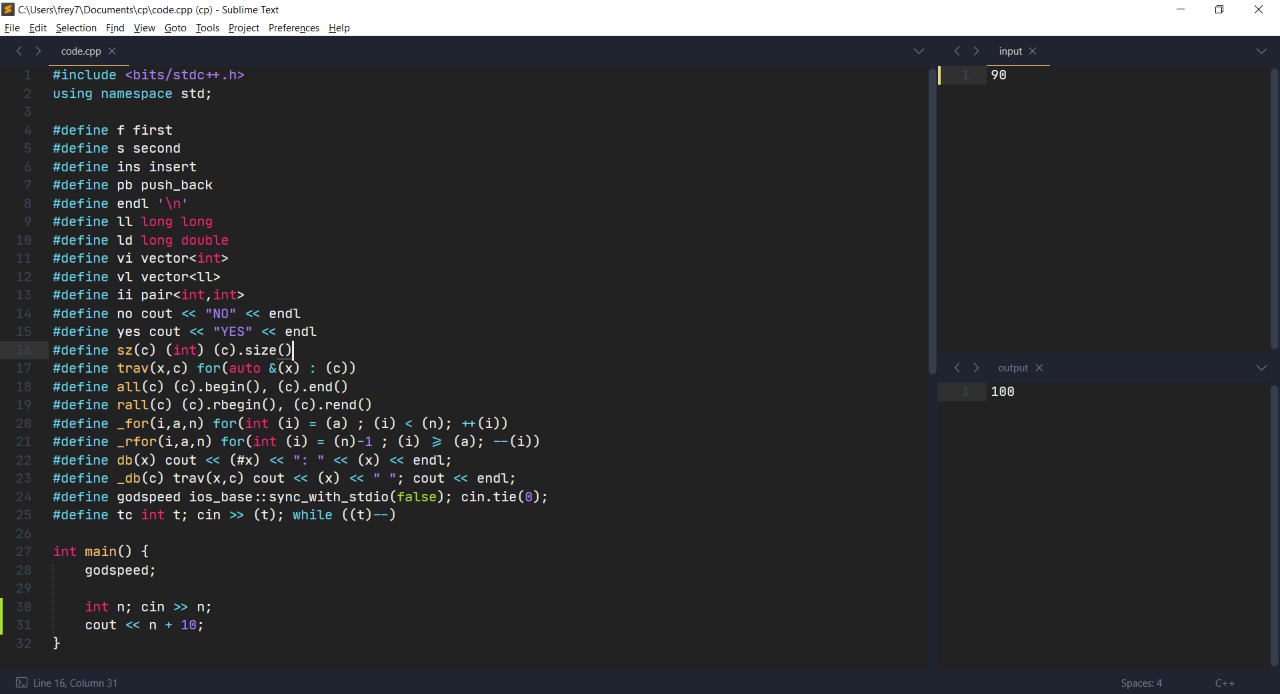 C:\Users\frey7\Documents\cp\code.cpp (cp) - Sublime Text
File Edit Selection Find View Goto Tools Project Preferences Help
code.cpp
1 #include <bits/stdc++.h>
2 using namespace std;
3
4 #define f first
5 #define s second
6 #define ins insert
7 #define pb push_back
8 #define endl '\n'
9 #define ll long long
10 #define ld long double
11 #define vi vector<int>
12 #define vl vector<ll>
13 #define ii pair<int,int>
14 #define no cout << "NO" << endl
15 #define yes cout << "YES" << endl
16 #define sz(c) (int) (c).size()
17 #define trav(x,c) for(auto &(x) : (c))
18 #define all(c) (c).begin(), (c).end()
19 #define rall(c) (c).rbegin(), (c).rend()
20 #define _for(i,a,n) for(int (i) = (a) ; (i) < (n); ++(i))
21 #define _rfor(i,a,n) for(int (i) = (n)-1 ; (i) >= (a); --(i))
22 #define db(x) cout << (#x) << ": " << (x) << endl;
23 #define _db(c) trav(x,c) cout << (x) << " "; cout << endl;
24 #define godspeed ios_base::sync_with_stdio(false); cin.tie(0);
25 #define tc int t; cin >> (t); while ((t)--)
26
27 int main() {
28 godspeed;
29
30 int n; cin >> n;
31 cout << n + 10;
32 }
input
1 90
output
1 100
Line 16, Column 31
Spaces: 4
C++